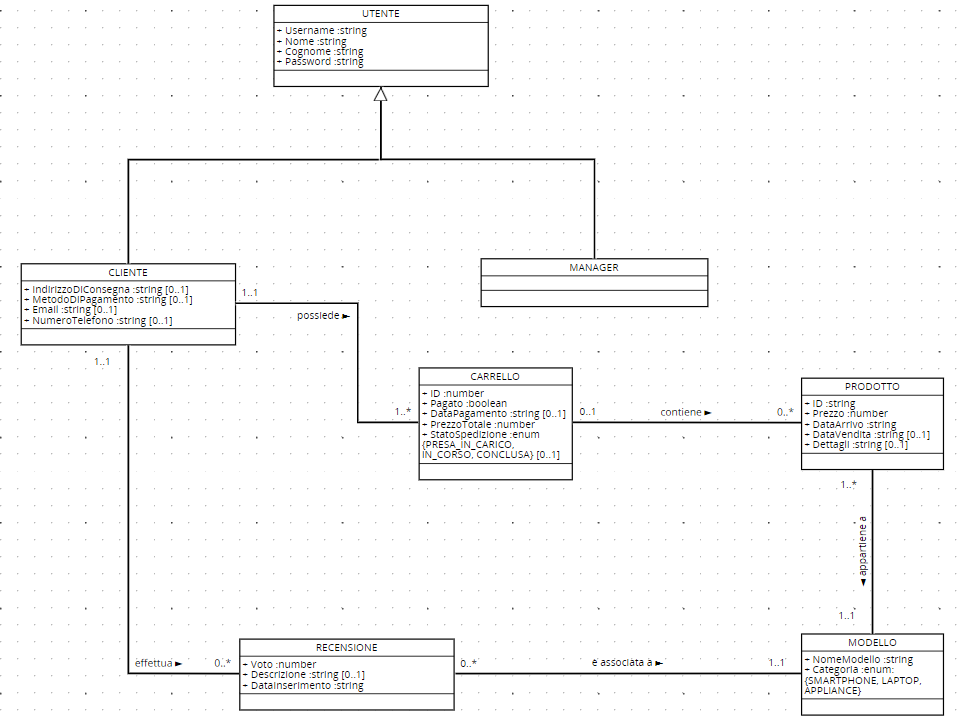 UTENTE
+ Username :string
+ Nome :string
+ Cognome :string
+ Password :string
CLIENTE
+ IndirizzoDiConsegna :string [0..1]
+ MetodoDiPagamento :string [0..1]
+ Email :string [0..1]
+ NumeroTelefono :string [0..1]
MANAGER
1..1
possiede ►
1..1
CARRELLO
+ ID :number
+ Pagato :boolean
+ DataPagamento :string [0..1]
+ PrezzoTotale :number
+ StatoSpedizione :enum
{PRESA_IN_CARICO,
IN_CORSO, CONCLUSA} [0..1]
1..*
0..1
contiene ►
0..*
PRODOTTO
+ ID :string
+ Prezzo :number
+ DataArrivo :string
+ DataVendita :string [0..1]
+ Dettagli :string [0..1]
1..*
◄ appartiene a
1..1
MODELLO
+ NomeModello :string
+ Categoria :enum:
{SMARTPHONE, LAPTOP,
APPLIANCE}
effettua ►
0..*
RECENSIONE
+ Voto :number
+ Descrizione :string [0..1]
+ DataInserimento :string
0..*
è associata a ►
1..1